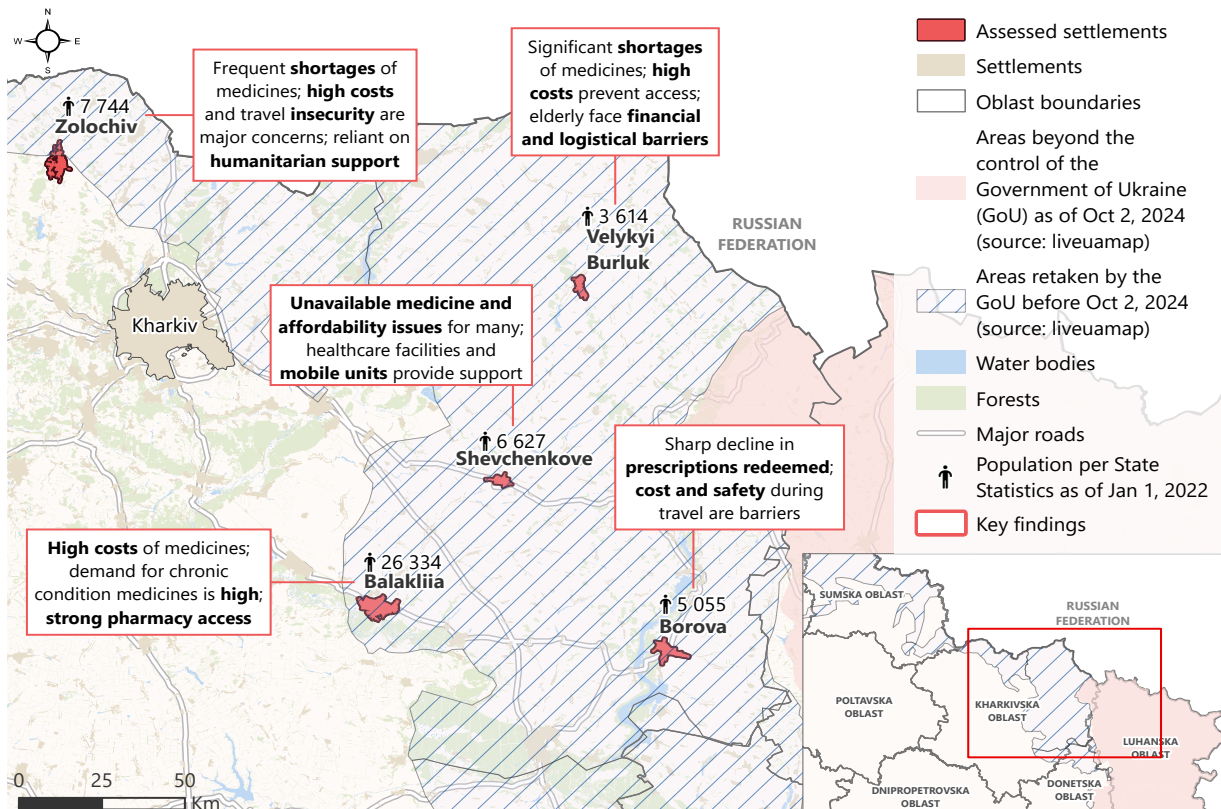 N
W
E
S
Frequent shortages of
medicines; high costs
and travel insecurity are
major concerns; reliant on
humanitarian support
Significant shortages
of medicines; high
costs prevent access;
elderly face financial
and logistical barriers
7 744
Zolochiv
3 614
Velykyi
Burluk
RUSSIAN
FEDERATION
Kharkiv
Unavailable medicine and
affordability issues for many;
healthcare facilities and
mobile units provide support
6 627
Shevchenkove
Sharp decline in
prescriptions redeemed;
cost and safety during
travel are barriers
High costs of medicines;
demand for chronic
condition medicines is high;
strong pharmacy access
26 334
Balakliia
5 055
Borova
0
25
50
Km
Assessed settlements
Settlements
Oblast boundaries
Areas beyond the
control of the
Government of Ukraine
(GoU) as of Oct 2, 2024
(source: liveuamap)
Areas retaken by the
GoU before Oct 2, 2024
(source: liveuamap)
Water bodies
Forests
Major roads
Population per State
Statistics as of Jan 1, 2022
Key findings
SUMSKA OBLAST
RUSSIAN
FEDERATION
POLTAVSKA
OBLAST
KHARKIVSKA
OBLAST
LUHANSKA
OBLAST
DNIPROPETROVSKA
OBLAST
DONETSKA
OBLAST